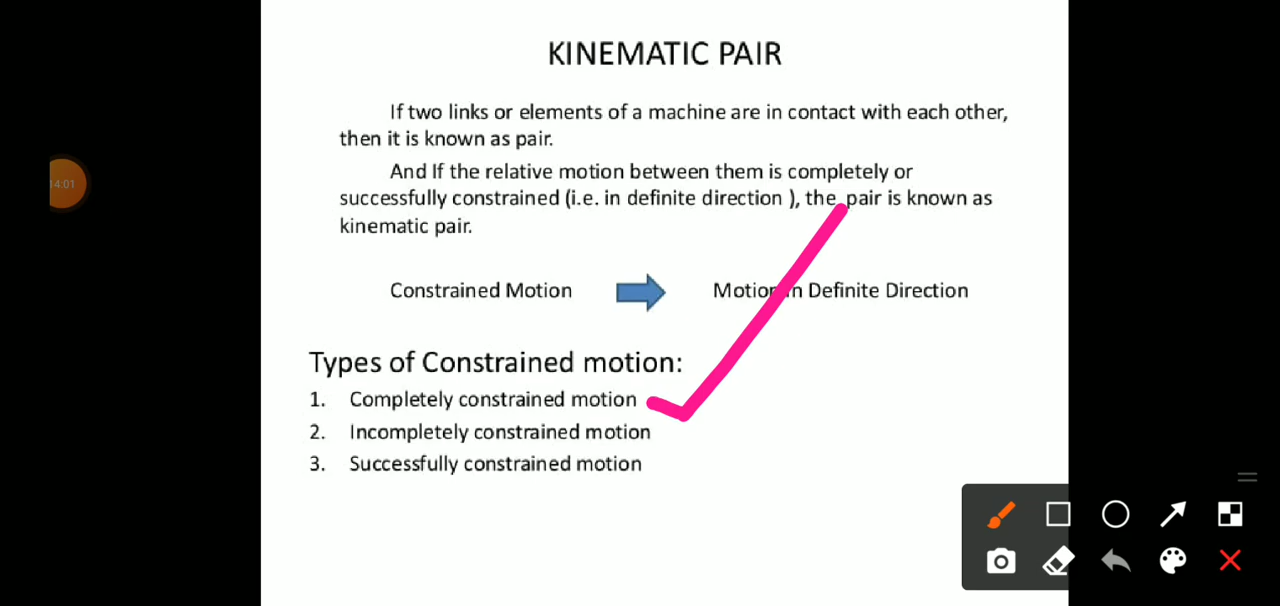 KINEMATIC PAIR
If two links or elements of a machine are in contact with each other,
then it is known as pair.
And If the relative motion between them is completely or
successfully constrained (i.e. in definite direction ), the pair is known as
kinematic pair.
Constrained Motion Motion in Definite Direction
Types of Constrained motion:
1. Completely constrained motion
2. Incompletely constrained motion
3. Successfully constrained motion
14:01